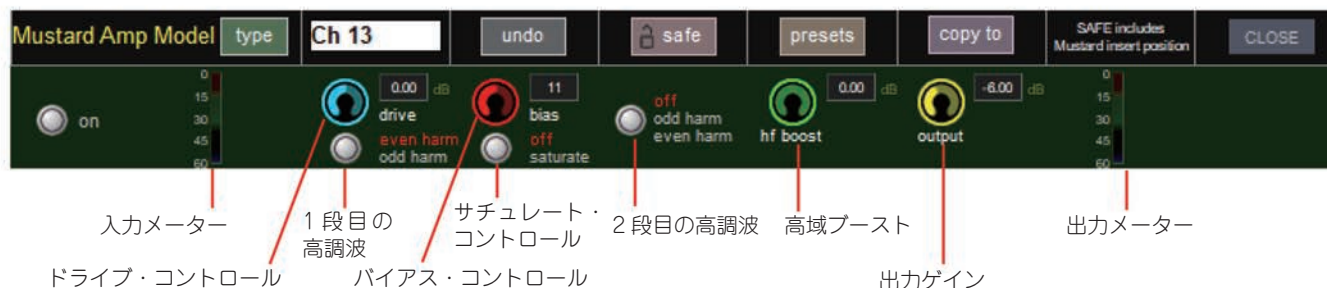 Mustard Amp Model type Ch 13 undo safe presets copy to SAFE includes Mustard insert position CLOSE
on
0
15
30
45
60
0.00 dB
drive
even harm
odd harm
11
bias
off
saturate
off
odd harm
even harm
0.00 dB
hf boost
-6.00 dB
output
0
15
30
45
60
入力メーター
1段目の
高調波
サチュレート・
コントロール
2段目の高調波
高域ブースト
出力メーター
ドライブ・コントロール
バイアス・コントロール
出力ゲイン